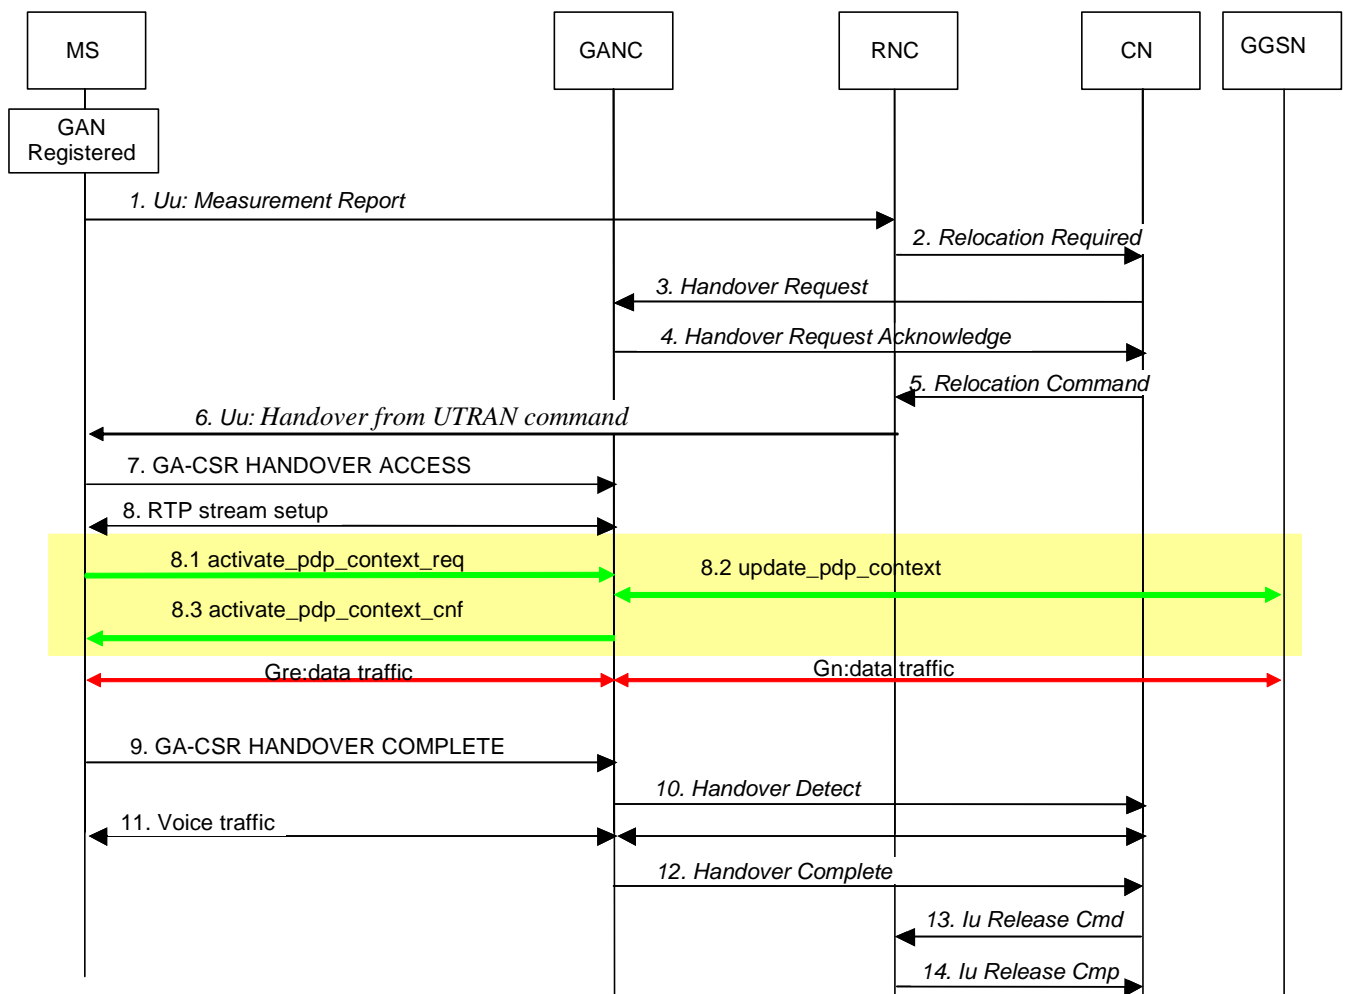 MS
GANC
RNC
CN
GGSN
GAN
Registered
1. Uu: Measurement Report
2. Relocation Required
3. Handover Request
4. Handover Request Acknowledge
5. Relocation Command
6. Uu: Handover from UTRAN command
7. GA-CSR HANDOVER ACCESS
8. RTP stream setup
8.1 activate_pdp_context_req
8.2 update_pdp_context
8.3 activate_pdp_context_cnf
Gre:data traffic
Gn:data traffic
9. GA-CSR HANDOVER COMPLETE
10. Handover Detect
11. Voice traffic
12. Handover Complete
13. Iu Release Cmd
14. Iu Release Cmp